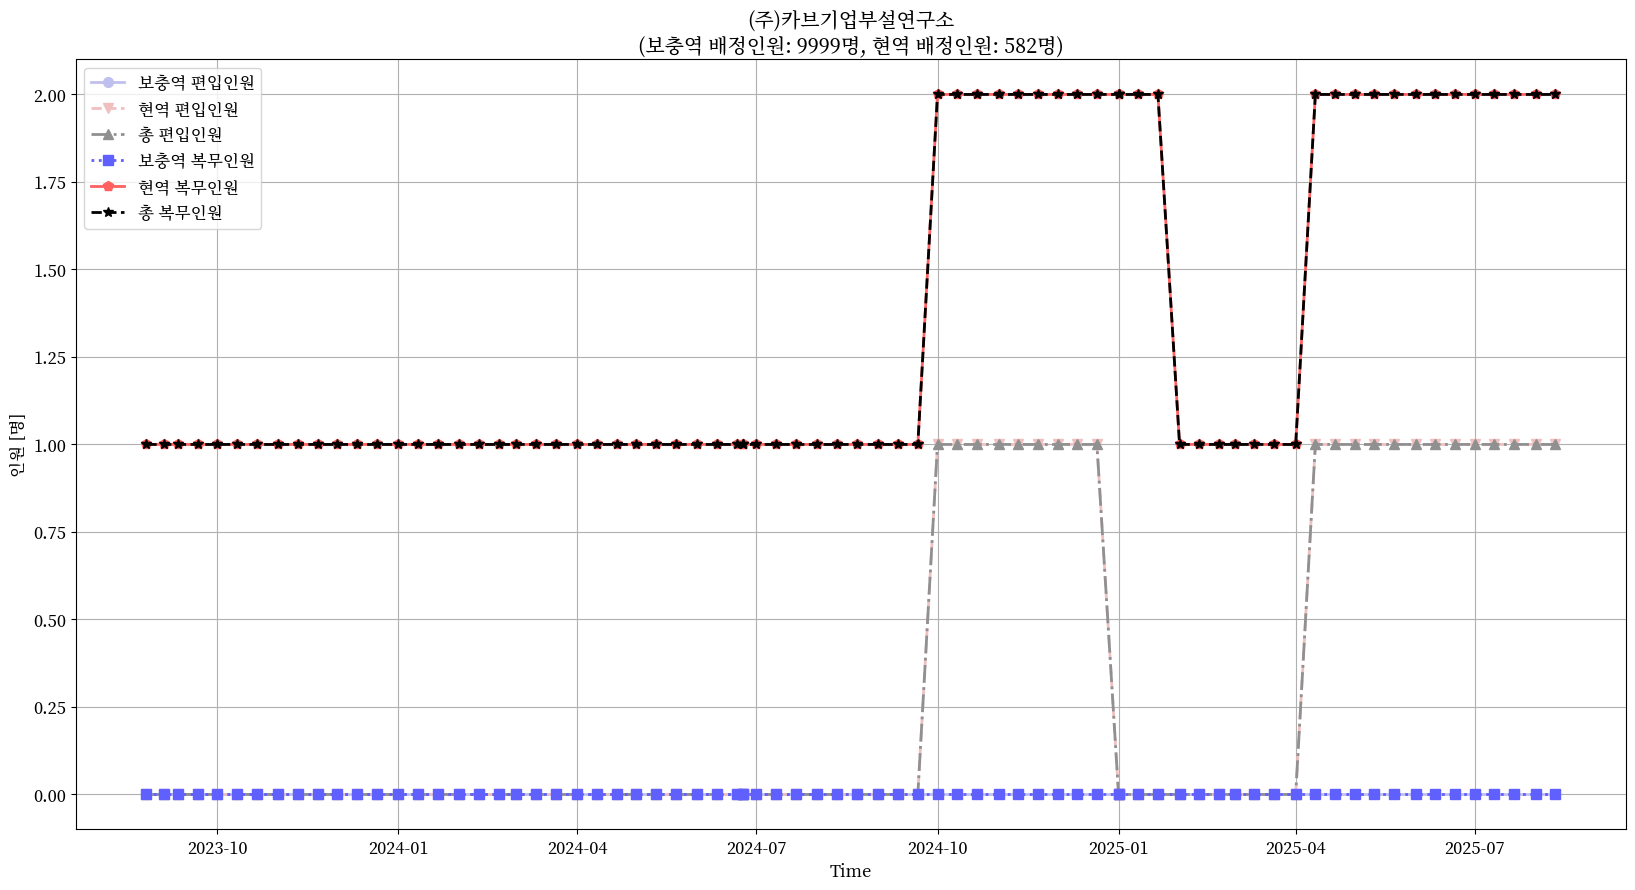 (주)카브기업부설연구소
(보충역 배정인원: 9999명, 현역 배정인원: 582명)
보충역 편입인원
현역 편입인원
총 편입인원
보충역 복무인원
현역 복무인원
총 복무인원
인원 [명]
2.00
1.75
1.50
1.25
1.00
0.75
0.50
0.25
0.00
2023-10
2024-01
2024-04
2024-07
2024-10
2025-01
2025-04
2025-07
Time